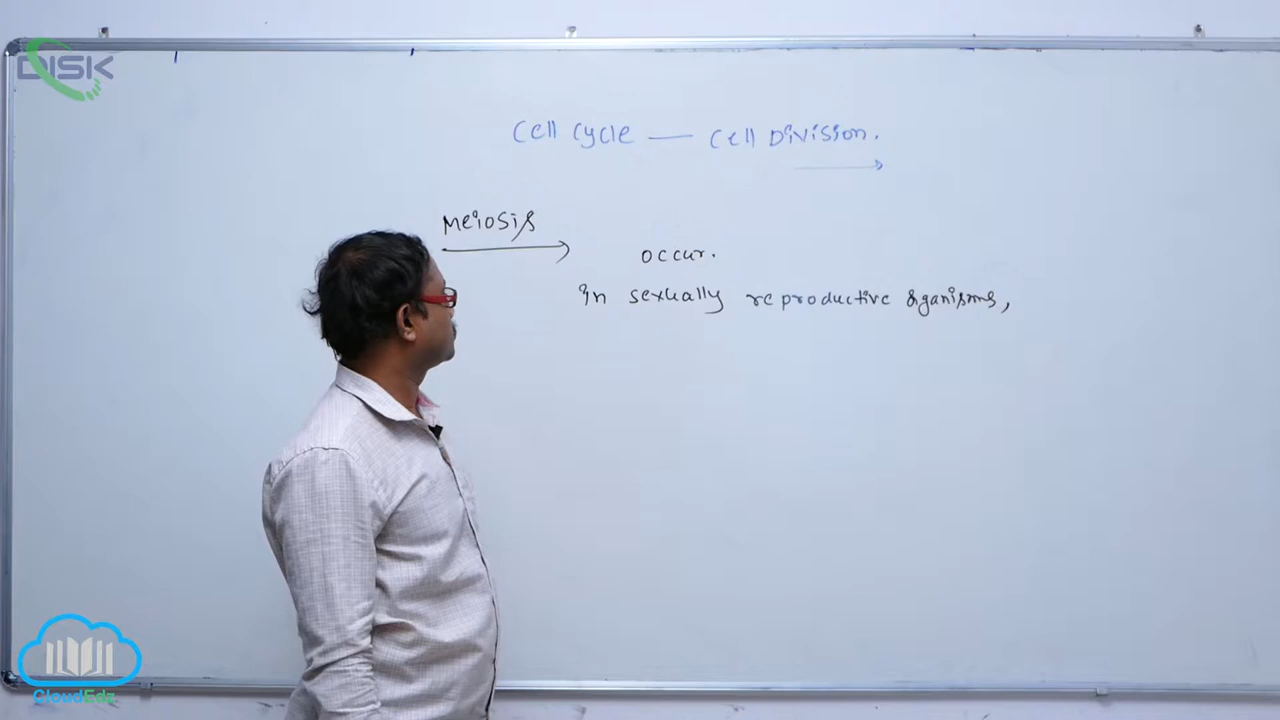 DISK
Cell Cycle — Cell Division.
Meiosis
occur.
in sexually reproductive organisms,
CloudEdz